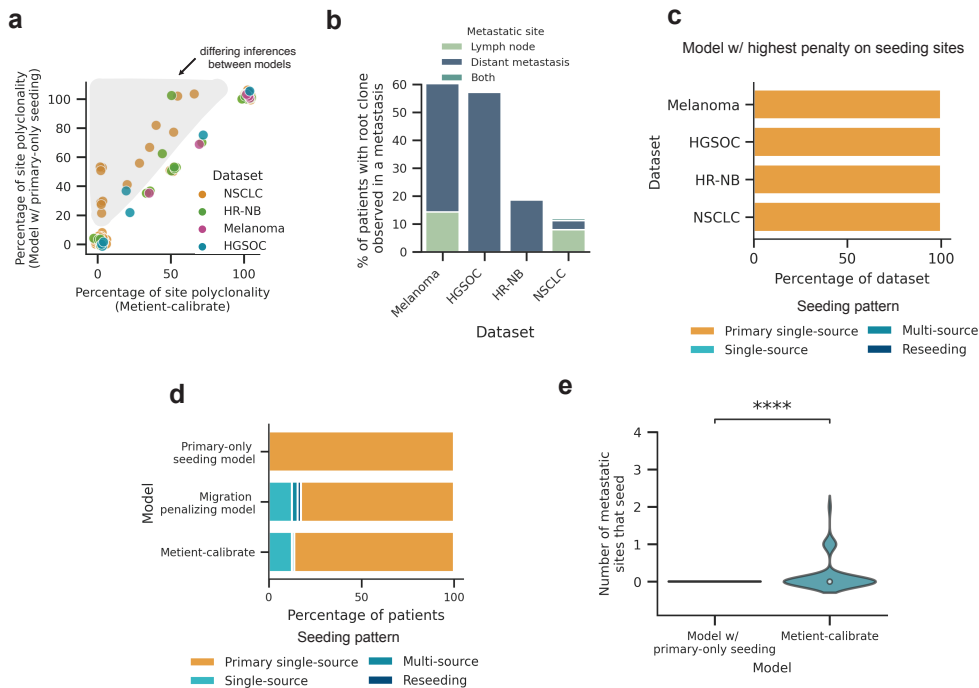 a
differing inferences
between models
Percentage of site polyclonality
(Model w/ primary-only seeding)
100
80
60
40
20
0
Dataset
NSCLC
HR-NB
Melanoma
HGSOC
0
50
100
Percentage of site polyclonality
(Metient-calibrate)
b
Metastatic site
Lymph node
Distant metastasis
Both
% of patients with root clone
observed in a metastasis
60
50
40
30
20
10
0
Melanoma
HGSOC
HR-NB
NSCLC
Dataset
c
Model w/ highest penalty on seeding sites
Dataset
Melanoma
HGSOC
HR-NB
NSCLC
0
50
100
Percentage of dataset
Seeding pattern
Primary single-source
Single-source
Multi-source
Reseeding
d
Model
Primary-only
seeding model
Migration
penalizing model
Metient-calibrate
0
50
100
Percentage of patients
Seeding pattern
Primary single-source
Single-source
Multi-source
Reseeding
e
****
Number of metastatic
sites that seed
4
3
2
1
0
Model w/
primary-only seeding
Metient-calibrate
Model